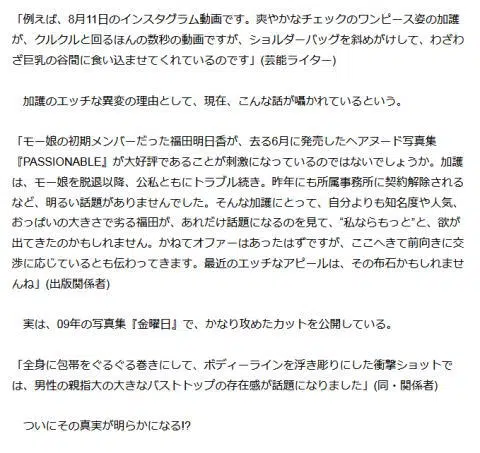 「例えば、8月11日のインスタグラム動画です。爽やかなチェックのワンピース姿の加護
が、クルクルと回るほんの数秒の動画ですが、ショルダーバッグを斜めがけして、わざわ
ざ巨乳の谷間に食い込ませてくれているのです」(芸能ライター)
加護のエッチな異変の理由として、現在、こんな話が囁かれているという。
「モー娘の初期メンバーだった福田明日香が、去る6月に発売したヘアヌード写真集
『PASSIONABLE』が大好評であることが刺激になっているのではないでしょうか。加護
は、モー娘を脱退以降、公私ともにトラブル続き。昨年にも所属事務所に契約解除される
など、明るい話がありませんでした。そんな加護にとって、自分よりも知名度や人気、
おっぱいの大きさで劣る福田が、あれだけ話題になるのを見て、“私ならもっと”と、欲が
出てきたのかもしれません。かねてオファーはあったはずですが、ここへきて前向きに交
渉に応じているとも伝わってきます。最近のエッチなアピールは、その布石かもしれませ
んね」(出版関係者)
実は、09年の写真集『金曜日』で、かなり攻めたカットを公開している。
「全身に包帯をぐるぐる巻きにして、ボディーラインを浮き彫りにした衝撃ショットで
は、男性の親指大の大きなバストトップの存在感が話題になりました」(同・関係者)
ついにその真実が明らかになる!?